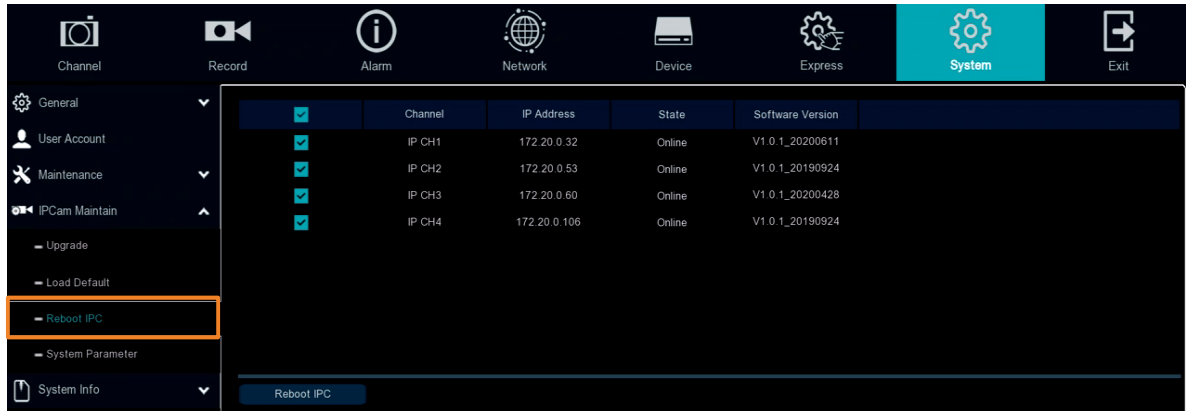 Channel Record Alarm Network Device Express System Exit
General
User Account
Maintenance
IPCam Maintain
Upgrade
Load Default
Reboot IPC
System Parameter
System Info
Channel IP Address State Software Version
IP CH1 172.20.0.32 Online V1.0.1_20200611
IP CH2 172.20.0.53 Online V1.0.1_20190924
IP CH3 172.20.0.60 Online V1.0.1_20200428
IP CH4 172.20.0.106 Online V1.0.1_20190924
Reboot IPC